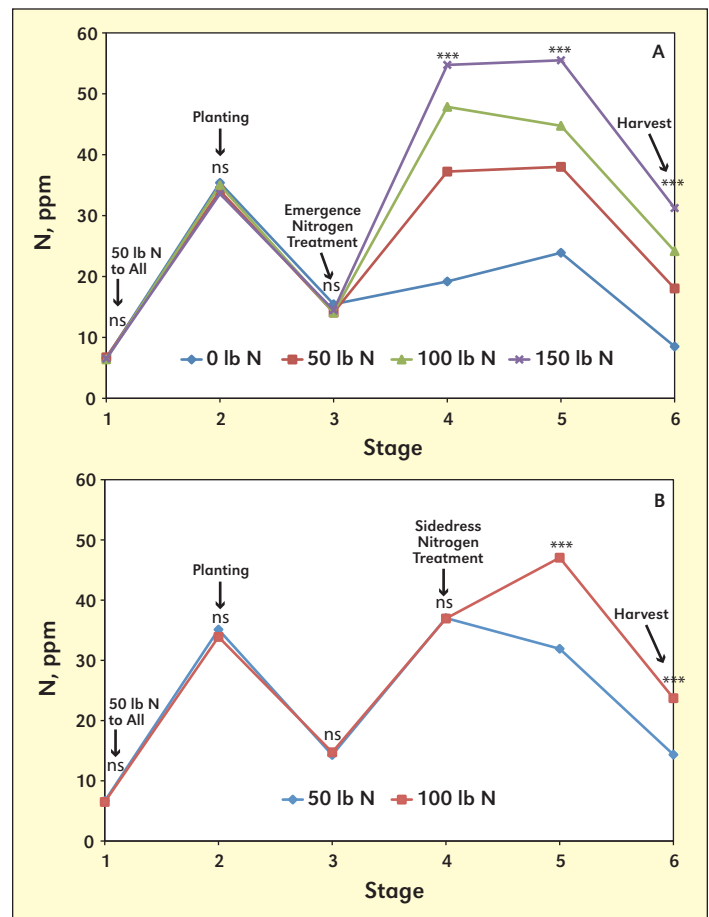 A
60
50
40
30
20
10
0
N, ppm
50 lb N
to All
ns
Planting
ns
Emergence
Nitrogen
Treatment
ns
***
***
Harvest
***
0 lb N 50 lb N 100 lb N 150 lb N
1 2 3 4 5 6
Stage
B
60
50
40
30
20
10
0
N, ppm
50 lb N
to All
ns
Planting
ns
ns
Sidedress
Nitrogen
Treatment
ns
***
Harvest
***
50 lb N 100 lb N
1 2 3 4 5 6
Stage